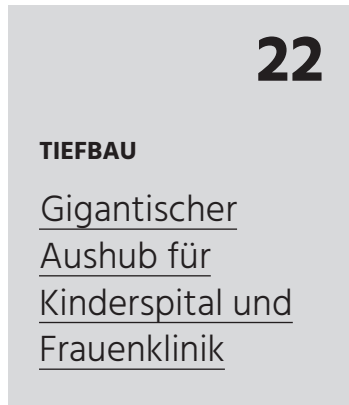 22
TIEFBAU
Gigantischer
Aushub für
Kinderspital und
Frauenklinik